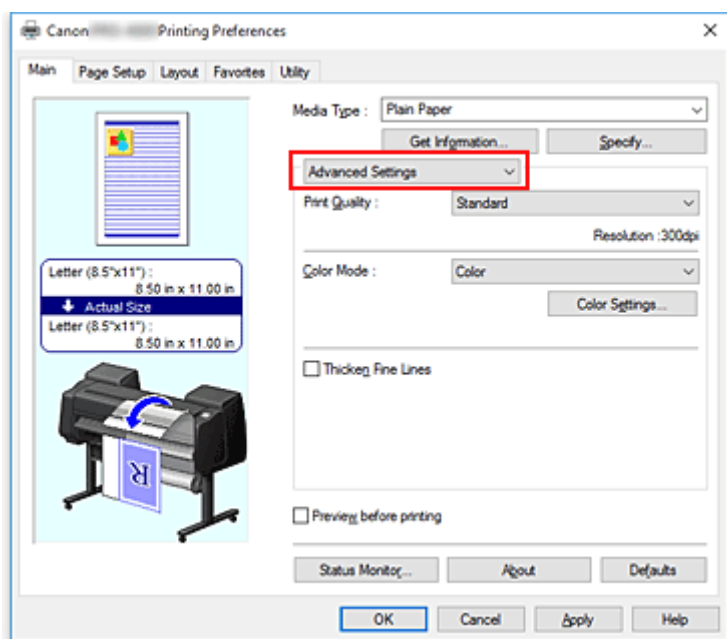 Canon Printing Preferences
Main Page Setup Layout Favorites Utility
Media Type : Plain Paper
Get Information... Specify...
Advanced Settings
Print Quality : Standard
Resolution :300dpi
Color Mode : Color
Color Settings...
Thicken Fine Lines
Letter (8.5"x11") :
8.50 in x 11.00 in
Actual Size
Letter (8.5"x11") :
8.50 in x 11.00 in
R
Preview before printing
Status Monitor... About Defaults
OK Cancel Apply Help